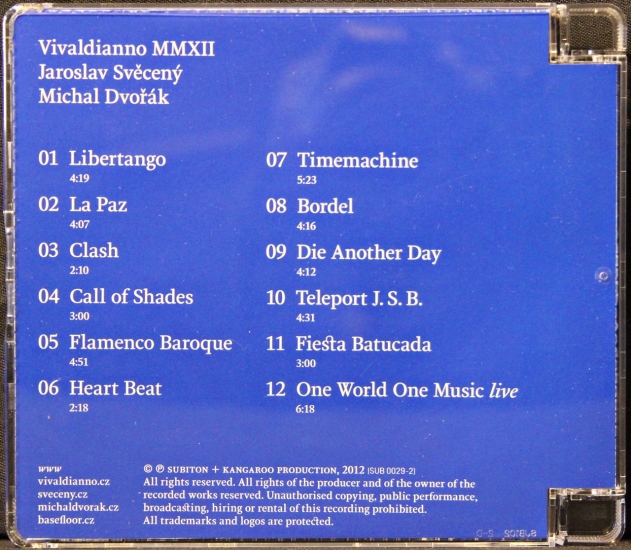 Vivaldianno MMXII
Jaroslav Svěcený
Michal Dvořák
01 Libertango
4:19
02 La Paz
4:07
03 Clash
2:10
04 Call of Shades
3:00
05 Flamenco Baroque
4:51
06 Heart Beat
2:18
07 Timemachine
5:23
08 Bordel
4:16
09 Die Another Day
4:12
10 Teleport J. S. B.
4:31
11 Fiesta Batucada
3:00
12 One World One Music live
6:18
www
vivaldianno.cz
sveceny.cz
michaldvorak.cz
basefloor.cz
© ℗ SUBITON + KANGAROO PRODUCTION, 2012 (SUB 0029-2)
All rights reserved. All rights of the producer and of the owner of the
recorded works reserved. Unauthorised copying, public performance,
broadcasting, hiring or rental of this recording prohibited.
All trademarks and logos are protected.